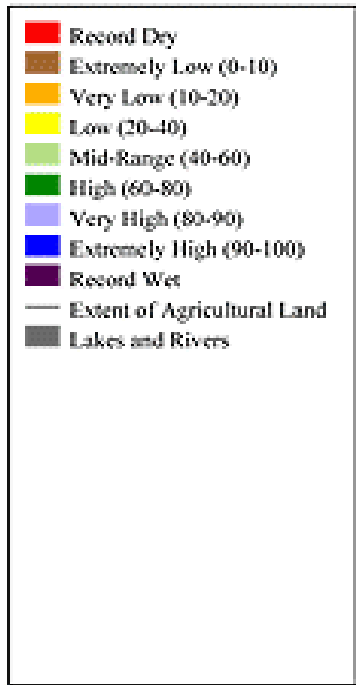 Record Dry
Extremely Low (0-10)
Very Low (10-20)
Low (20-40)
Mid-Range (40-60)
High (60-80)
Very High (80-90)
Extremely High (90-100)
Record Wet
Extent of Agricultural Land
Lakes and Rivers